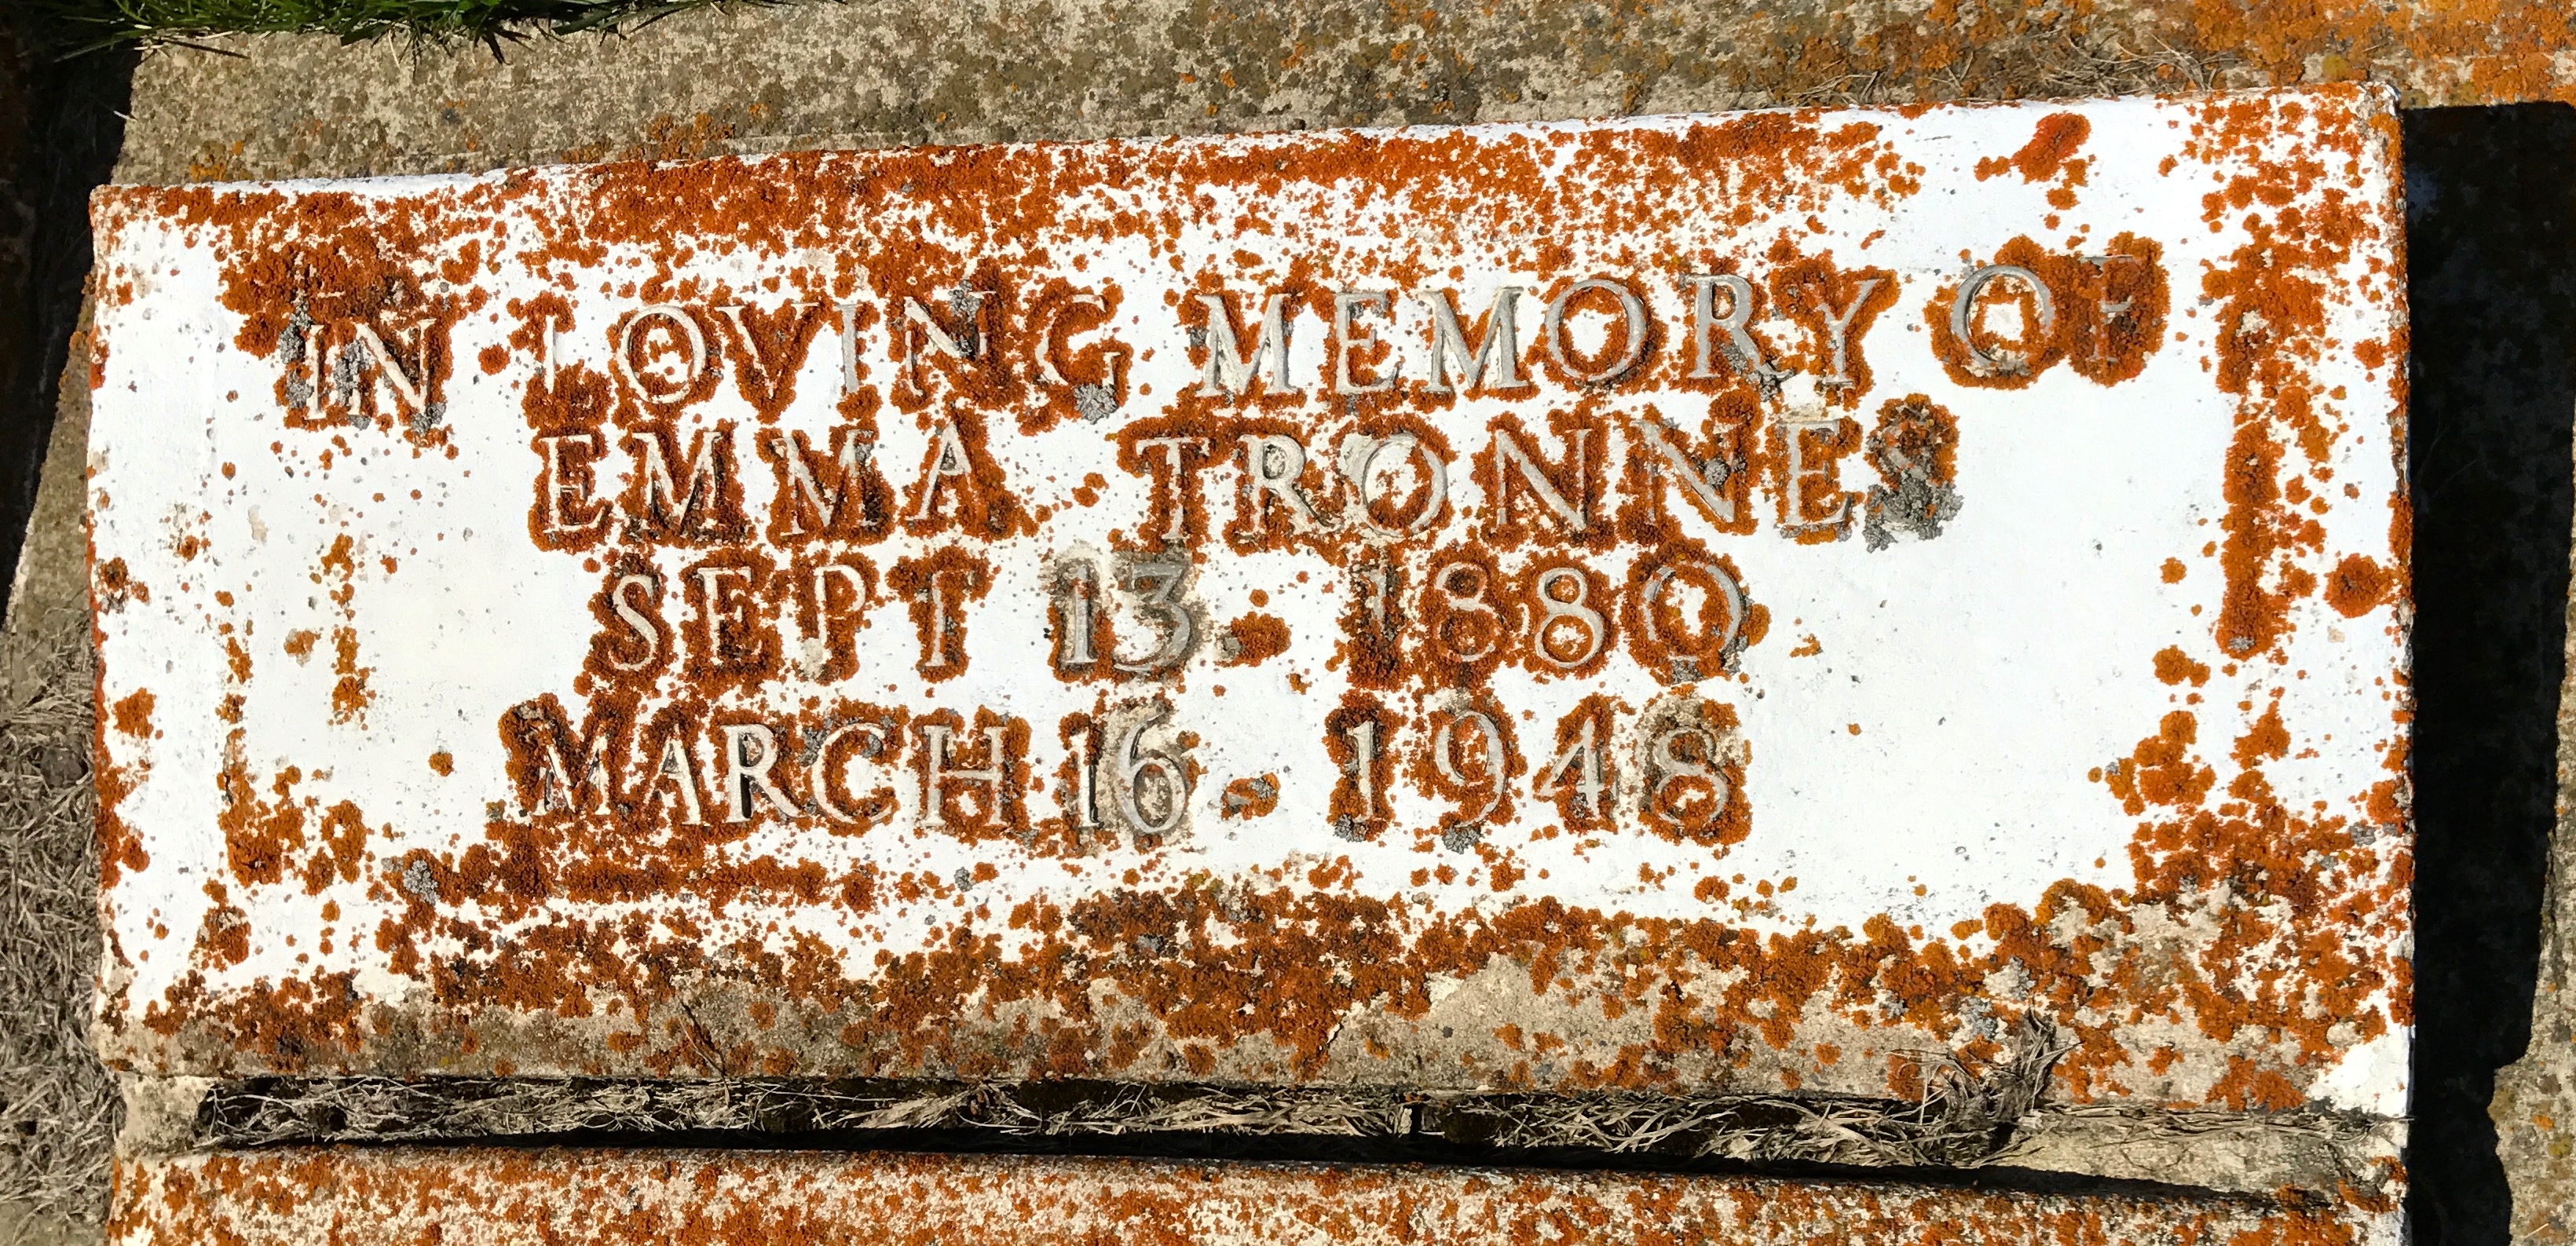 IN LOVING MEMORY OF
EMMA TRONNES
SEPT 13 - 1880
MARCH 16 - 1948